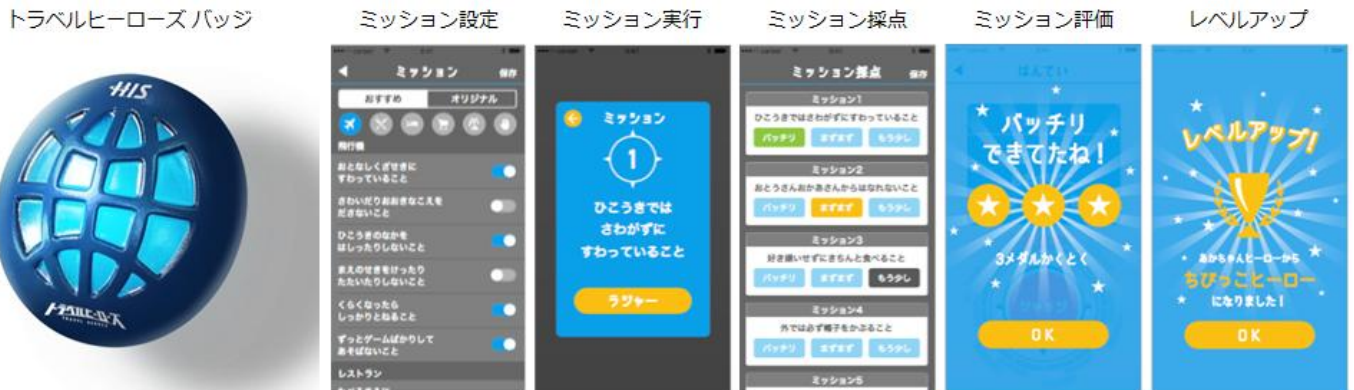 トラベルヒーローズ バッジ
ミッション設定
ミッション実行
ミッション採点
ミッション評価
レベルアップ
HIS
トラベルヒーローズ
TRAVEL HEROES
ミッション
保存
おすすめ
オリジナル
飛行機
おとなしくざせきに
すわっていること
さわいだりおおきなこえを
ださないこと
ひこうきのなかを
はしったりしないこと
まえのせきをけったり
たたいたりしないこと
くらくなったら
しっかりとねること
ずっとゲームばかりして
あそばないこと
レストラン
ミッション
1
ひこうきでは
さわがずに
すわっていること
ラジャー
ミッション採点
保存
ミッション1
ひこうきではさわがずにすわっていること
バッチリ
まずまず
もう少し
ミッション2
おとうさんおかあさんからはなれないこと
バッチリ
まずまず
もう少し
ミッション3
好き嫌いせずにきちんと食べること
バッチリ
まずまず
もう少し
ミッション4
外では必ず帽子をかぶること
バッチリ
まずまず
もう少し
ミッション5
はんてい
バッチリ
できてたね!
3メダルかくとく
OK
レベルアップ!
あかちゃんヒーローから
ちびっこヒーロー
になりました!
OK